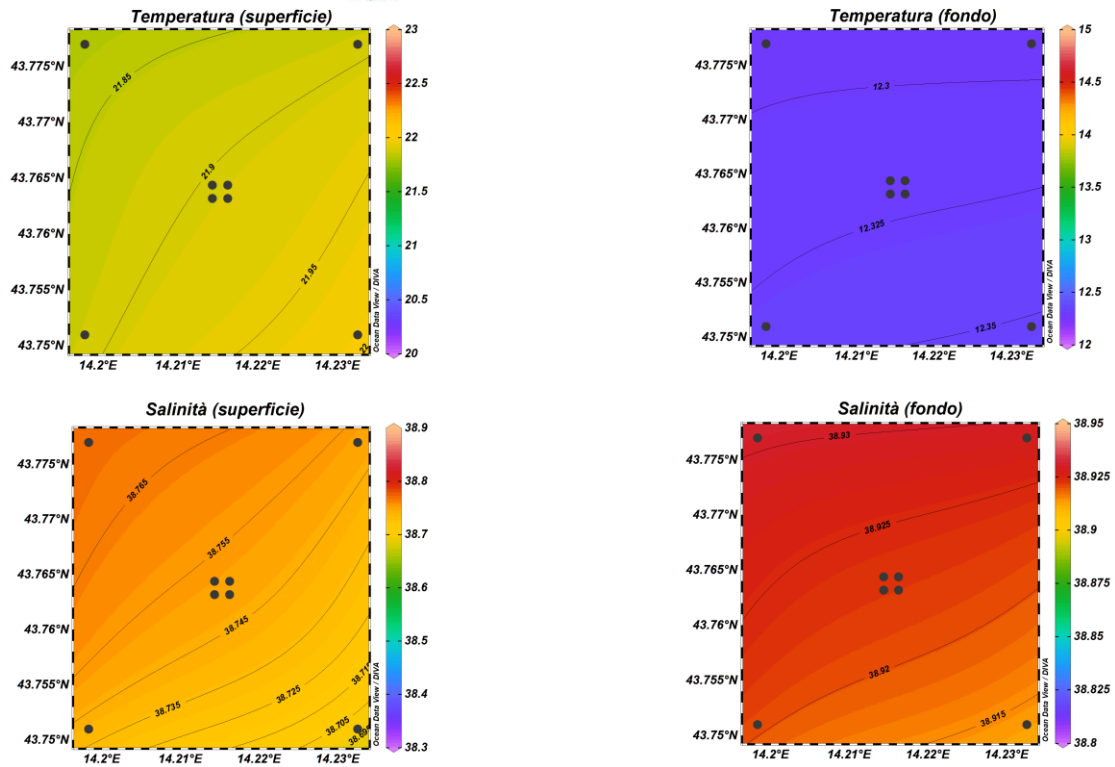 Temperatura (superficie)
43.775°N
43.77°N
43.765°N
43.76°N
43.755°N
43.75°N
14.2°E 14.21°E 14.22°E 14.23°E
21.85
21.9
21.95
22
23
22.5
22
21.5
21
20.5
20
Ocean Data View / DIVA
Temperatura (fondo)
43.775°N
43.77°N
43.765°N
43.76°N
43.755°N
43.75°N
14.2°E 14.21°E 14.22°E 14.23°E
12.3
12.325
12.35
15
14.5
14
13.5
13
12.5
12
Ocean Data View / DIVA
Salinità (superficie)
43.775°N
43.77°N
43.765°N
43.76°N
43.755°N
43.75°N
14.2°E 14.21°E 14.22°E 14.23°E
38.765
38.755
38.745
38.735
38.725
38.705
38.9
38.8
38.7
38.6
38.5
38.4
38.3
Ocean Data View / DIVA
Salinità (fondo)
43.775°N
43.77°N
43.765°N
43.76°N
43.755°N
43.75°N
14.2°E 14.21°E 14.22°E 14.23°E
38.93
38.925
38.92
38.915
38.95
38.925
38.9
38.875
38.85
38.825
38.8
Ocean Data View / DIVA